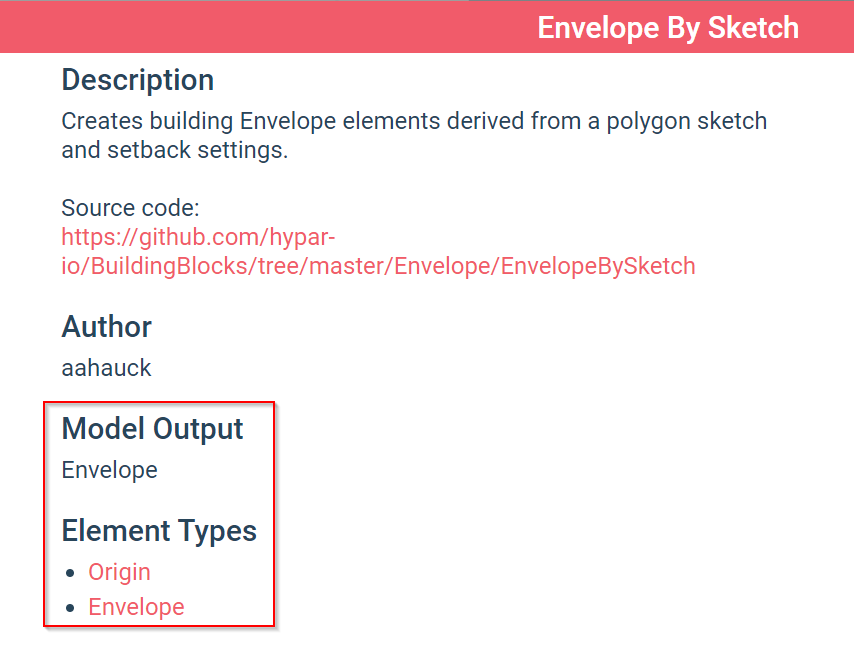 Envelope By Sketch
Description
Creates building Envelope elements derived from a polygon sketch
and setback settings.
Source code:
https://github.com/hypar-
io/BuildingBlocks/tree/master/Envelope/EnvelopeBySketch
Author
aahauck
Model Output
Envelope
Element Types
• Origin
• Envelope